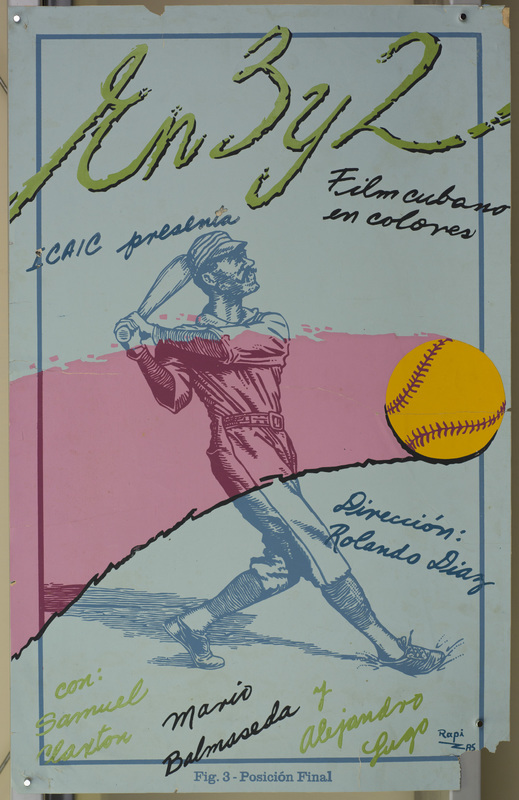 En 3 y 2
Film cubano
en colores
ICAIC presenta
Dirección:
Rolando Diaz
con:
Samuel
Claxton
Mario
Balmaseda
y
Alejandro
Lugo
Rapi
Fig. 3 - Posición Final